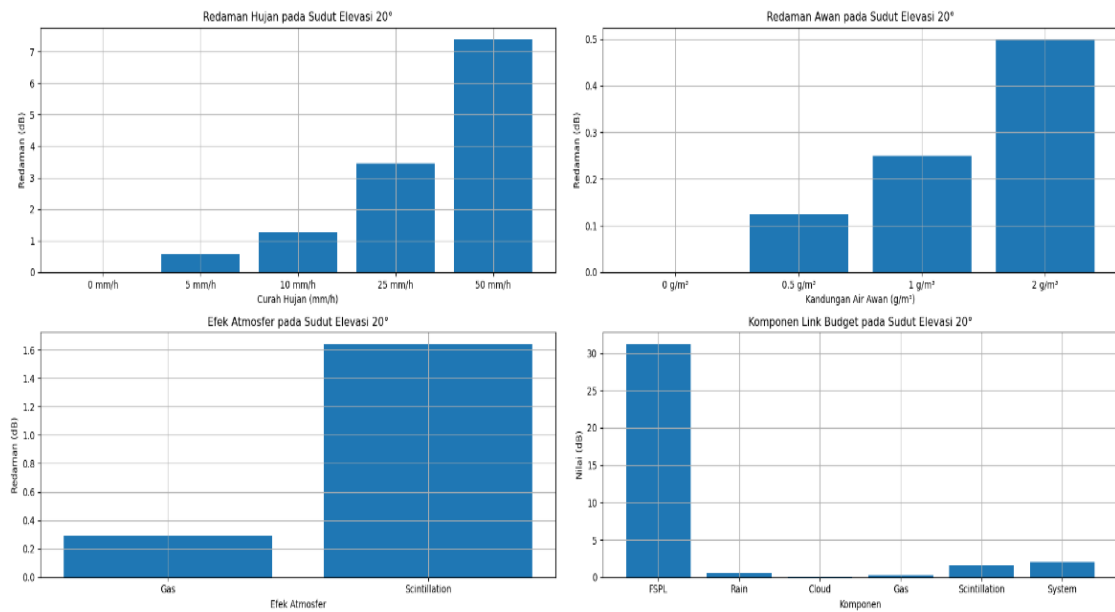 Redaman Hujan pada Sudut Elevasi 20°
Redaman (dB)
7
6
5
4
3
2
1
0
0 mm/h
5 mm/h
10 mm/h
25 mm/h
50 mm/h
Curah Hujan (mm/h)
Redaman Awan pada Sudut Elevasi 20°
Redaman (dB)
0.5
0.4
0.3
0.2
0.1
0.0
0 g/m³
0.5 g/m³
1 g/m³
2 g/m³
Kandungan Air Awan (g/m³)
Efek Atmosfer pada Sudut Elevasi 20°
Redaman (dB)
1.6
1.4
1.2
1.0
0.8
0.6
0.4
0.2
0.0
Gas
Scintillation
Efek Atmosfer
Komponen Link Budget pada Sudut Elevasi 20°
Nilai (dB)
30
25
20
15
10
5
0
FSPL
Rain
Cloud
Gas
Scintillation
System
Komponen